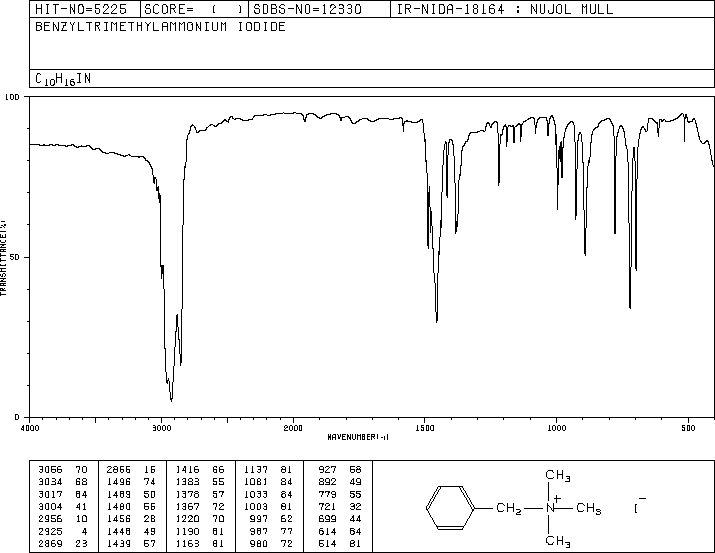 HIT-NO=5225 SCORE= ( ) SDBS-NO=12330 IR-NIDA-18164 : NUJOL MULL
BENZYLTRIMETHYLAMMONIUM IODIDE
C10H16IN
100
50
0
TRANSMITTANCE(%)
4000 3000 2000 1500 1000 500
WAVENUMBER(-1)
3066 70 2866 16 1416 66 1137 81 927 58
3034 68 1496 74 1383 55 1081 84 892 49
3017 64 1489 50 1378 57 1033 84 779 55
3004 41 1480 66 1367 72 1003 81 721 32
2956 10 1456 28 1220 70 997 62 699 44
2925 4 1448 49 1190 81 987 77 614 84
2869 23 1439 57 1163 81 980 72 514 81
CH3
CH2 N+ CH3 I−
CH3